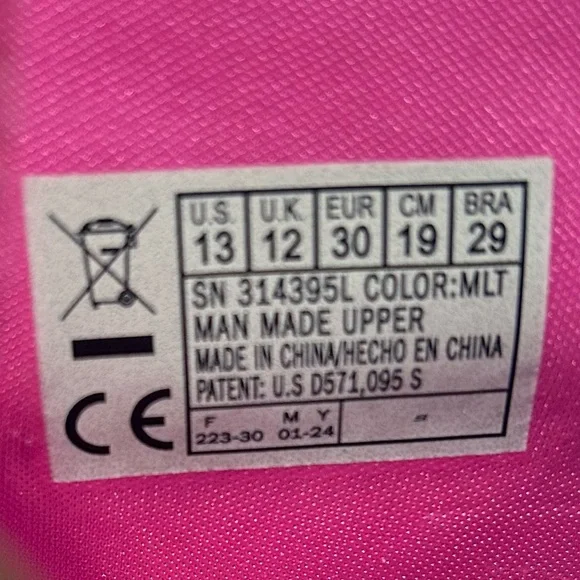 U.S. U.K. EUR CM BRA
13 12 30 19 29
SN 314395L COLOR:MLT
MAN MADE UPPER
MADE IN CHINA/HECHO EN CHINA
PATENT: U.S D571,095 S
F M Y
223-30 01-24
CE